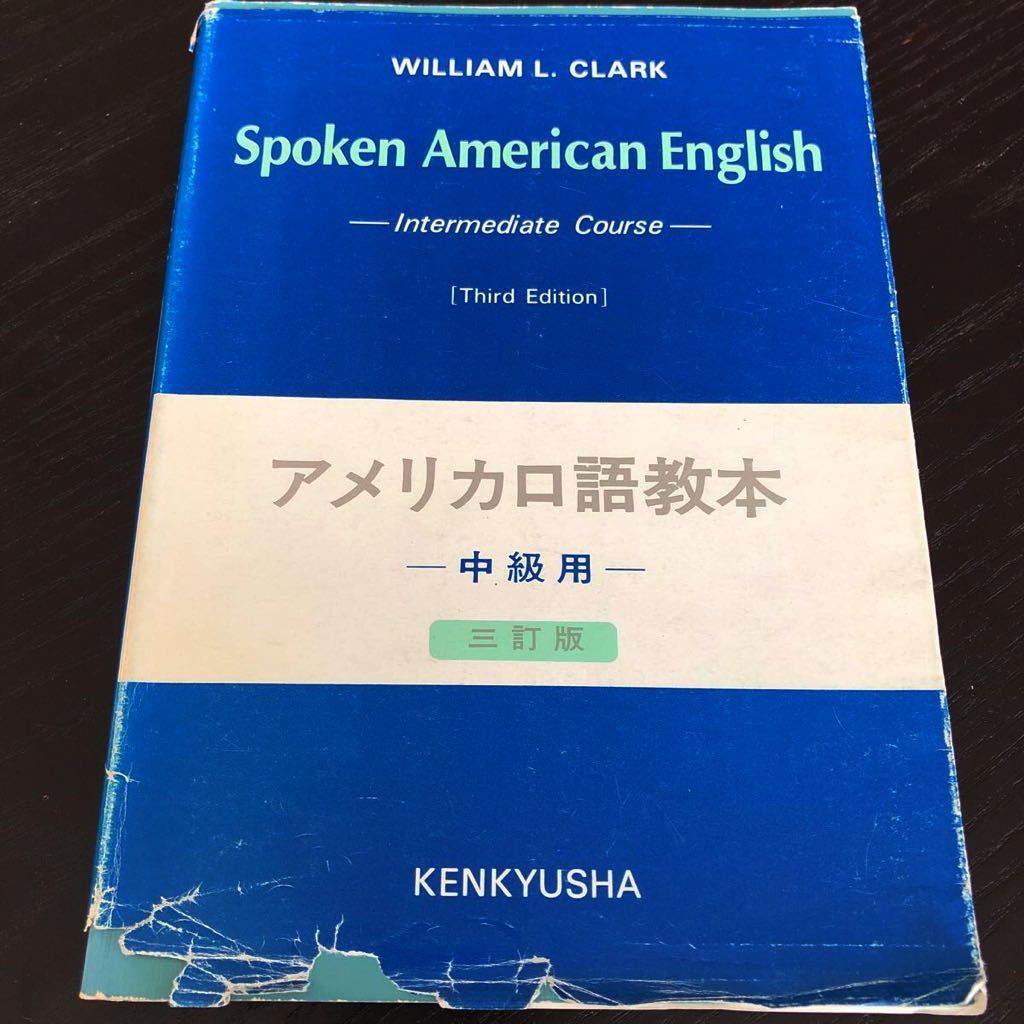 WILLIAM L. CLARK
Spoken American English
—Intermediate Course—
[Third Edition]
アメリカ口語教本
—中級用—
三訂版
KENKYUSHA